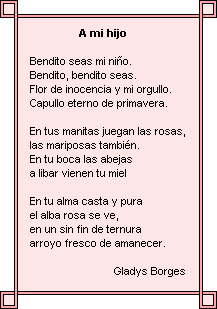 A mi hijo
Bendito seas mi niño.
Bendito, bendito seas.
Flor de inocencia y mi orgullo.
Capullo eterno de primavera.
En tus manitas juegan las rosas,
las mariposas también.
En tu boca las abejas
a libar vienen tu miel
En tu alma casta y pura
el alba rosa se ve,
en un sin fin de ternura
arroyo fresco de amanecer.
Gladys Borges